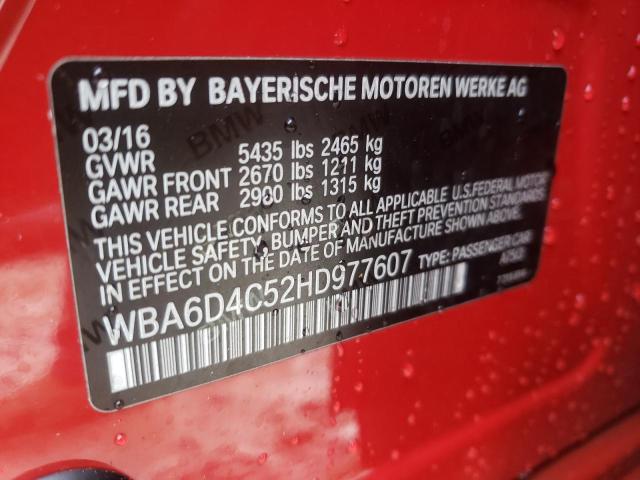 MFD BY BAYERISCHE MOTOREN WERKE AG
03/16
GVWR 5435 lbs 2465 kg
GAWR FRONT 2670 lbs 1211 kg
GAWR REAR 2900 lbs 1315 kg
THIS VEHICLE CONFORMS TO ALL APPLICABLE U.S. FEDERAL MOTOR
VEHICLE SAFETY, BUMPER AND THEFT PREVENTION STANDARDS
IN EFFECT ON THE DATE OF MANUFACTURE SHOWN ABOVE.
WBA6D4C52HD977607 TYPE: PASSENGER CAR
BMW